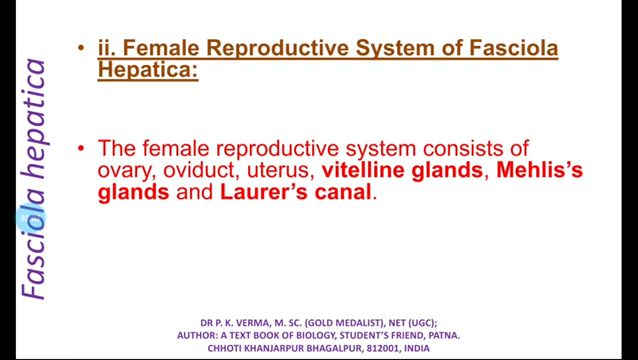 Fasciola hepatica
• ii. Female Reproductive System of Fasciola
Hepatica:
• The female reproductive system consists of
ovary, oviduct, uterus, vitelline glands, Mehlis's
glands and Laurer's canal.
DR P. K. VERMA, M. SC. (GOLD MEDALIST), NET (UGC);
AUTHOR: A TEXT BOOK OF BIOLOGY, STUDENT'S FRIEND, PATNA.
CHHOTI KHANJARPUR BHAGALPUR, 812001, INDIA